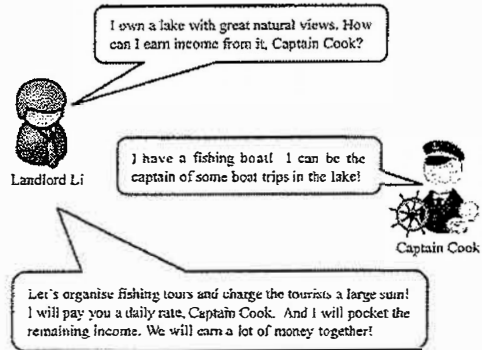 I own a lake with great natural views. How
can I earn income from it, Captain Cook?
Landlord Li
I have a fishing boat! I can be the
captain of some boat trips in the lake!
Captain Cook
Let's organise fishing tours and charge the tourists a large sum!
I will pay you a daily rate, Captain Cook. And I will pocket the
remaining income. We will earn a lot of money together!